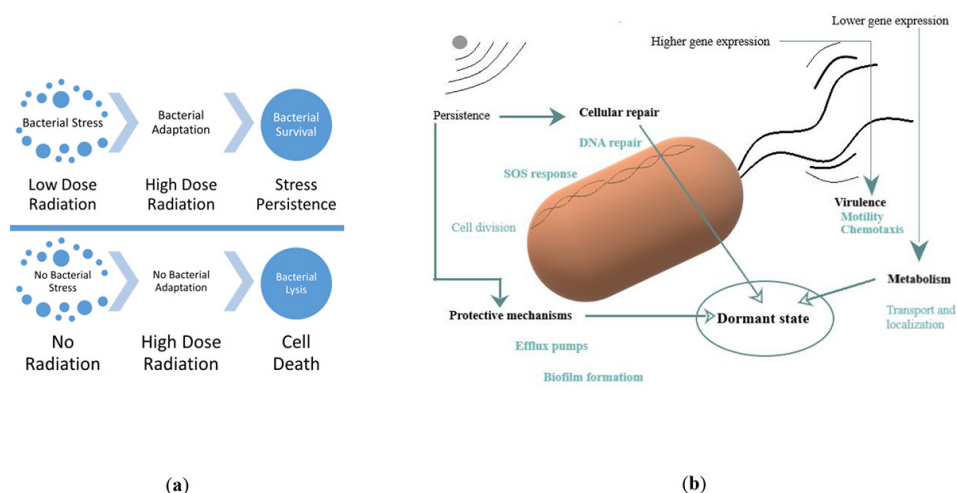 Bacterial Stress
Bacterial
Adaptation
Bacterial
Survival
Low Dose
Radiation
High Dose
Radiation
Stress
Persistence
No Bacterial
Stress
No Bacterial
Adaptation
Bacterial
Lysis
No
Radiation
High Dose
Radiation
Cell
Death
(a)
Lower gene expression
Higher gene expression
Persistence
Cellular repair
DNA repair
SOS response
Cell division
Virulence
Motility
Chemotaxis
Metabolism
Transport and
localization
Protective mechanisms
Dormant state
Efflux pumps
Biofilm formatiom
(b)